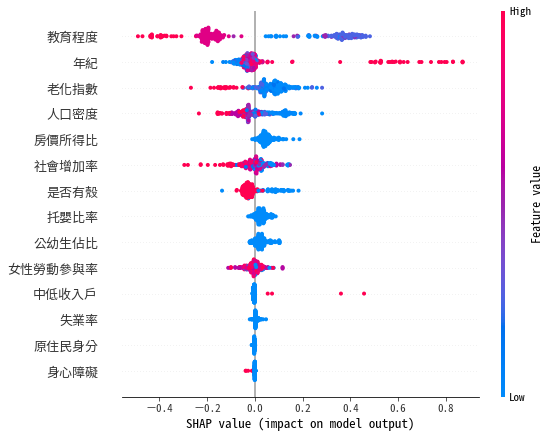 High
教育程度
年紀
老化指數
人口密度
房價所得比
社會增加率
是否有殼
托嬰比率
公幼生佔比
女性勞動參與率
中低收入戶
失業率
原住民身分
身心障礙
Feature value
Low
−0.4 −0.2 0.0 0.2 0.4 0.6 0.8
SHAP value (impact on model output)